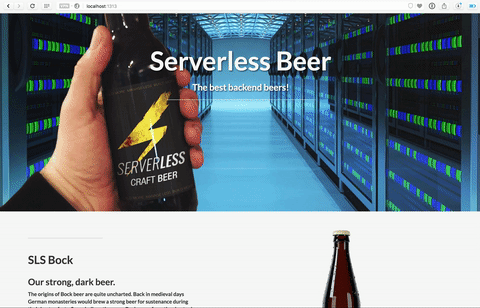 localhost:1313
Serverless Beer
The best backend beers!
SERVERLESS
CRAFT BEER
SLS Bock
Our strong, dark beer.
The origins of Bock beer are quite uncharted. Back in medieval days
German monasteries would brew a strong beer for sustenance during